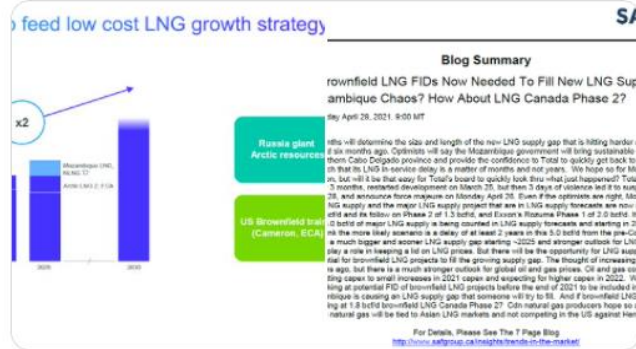 feed low cost LNG growth strategy
x2
Mozambique LNG,
Arctic LNG 2, ECA
2025
2030
Russia giant
Arctic resources
US Brownfield
(Cameron, ECA)
SA
Blog Summary
rownfield LNG FIDs Now Needed To Fill New LNG Sup
ambique Chaos? How About LNG Canada Phase 2?
day April 28, 2021. 9:00 MT
ths will determine the size and length of the new LNG supply gap that is hitting harder
six months ago. Optimists will say the Mozambique government will bring sustainable
thern Cabo Delgado province and provide the confidence to Total to quickly get back to
ch that its LNG in-service delay is a matter of months and not years. We hope so for
, but will it be that easy for Total's board to quickly look thru what just happened?
3 months, restarted development on March 25, but then 3 days of violence led it to
28, and announce force majeure on Monday April 26. Even if the optimists are right,
NG supply and the major LNG supply project that are in LNG supply forecasts are now
and its follow on Phase 2 of 1.3 bcf/d, and Exxon's Rozuma Phase 1 of 2.0 bcf/d.
.0 bcf/d of major LNG supply is being counted in LNG supply forecasts and starting in
the more likely scenario is a delay of at least 2 years in this 5.0 bcf/d from the
a much bigger and sooner LNG supply gap starting ~2025 and stronger outlook for
play a role in keeping a lid on LNG prices. But there will be the opportunity for LNG
tial for brownfield LNG projects to fill the growing supply gap. The thought of increasing
s ago, but there is a much stronger outlook for global oil and gas prices. Oil and gas
ting capex to small increases in 2021 capex and expecting for higher capex in 2022.
king at potential FID of brownfield LNG projects before the end of 2021 to be included
mbique is causing an LNG supply gap that someone will try to fill. And if brownfield LNG
ing at 1.8 bcf/d brownfield LNG Canada Phase 2? Cdn natural gas producers hope so
natural gas will be tied to Asian LNG markets and not competing in the US against
For Details, Please See The 7 Page Blog
http://www.safgroup.ca/insights/trends-in-the-market/